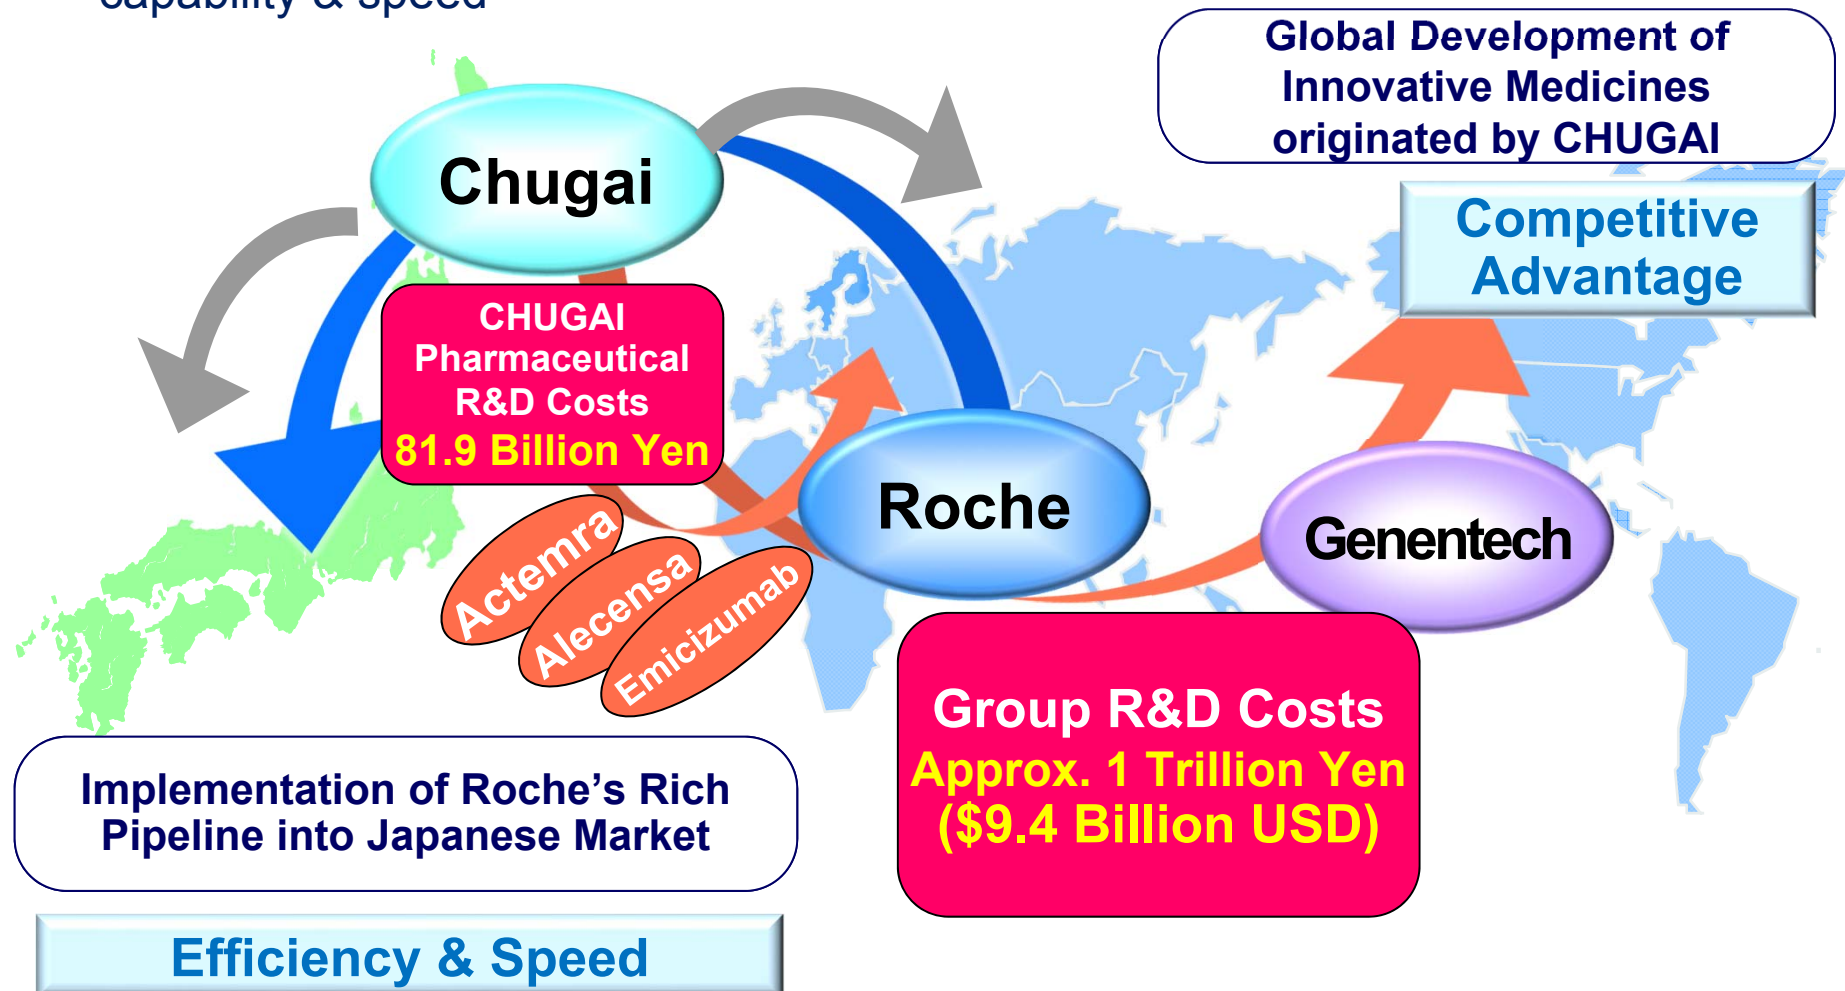 capability & speed
Global Development of
Innovative Medicines
originated by CHUGAI
Competitive
Advantage
Chugai
CHUGAI
Pharmaceutical
R&D Costs
81.9 Billion Yen
Roche
Genentech
Actemra
Alecensa
Emicizumab
Group R&D Costs
Approx. 1 Trillion Yen
($9.4 Billion USD)
Implementation of Roche’s Rich
Pipeline into Japanese Market
Efficiency & Speed